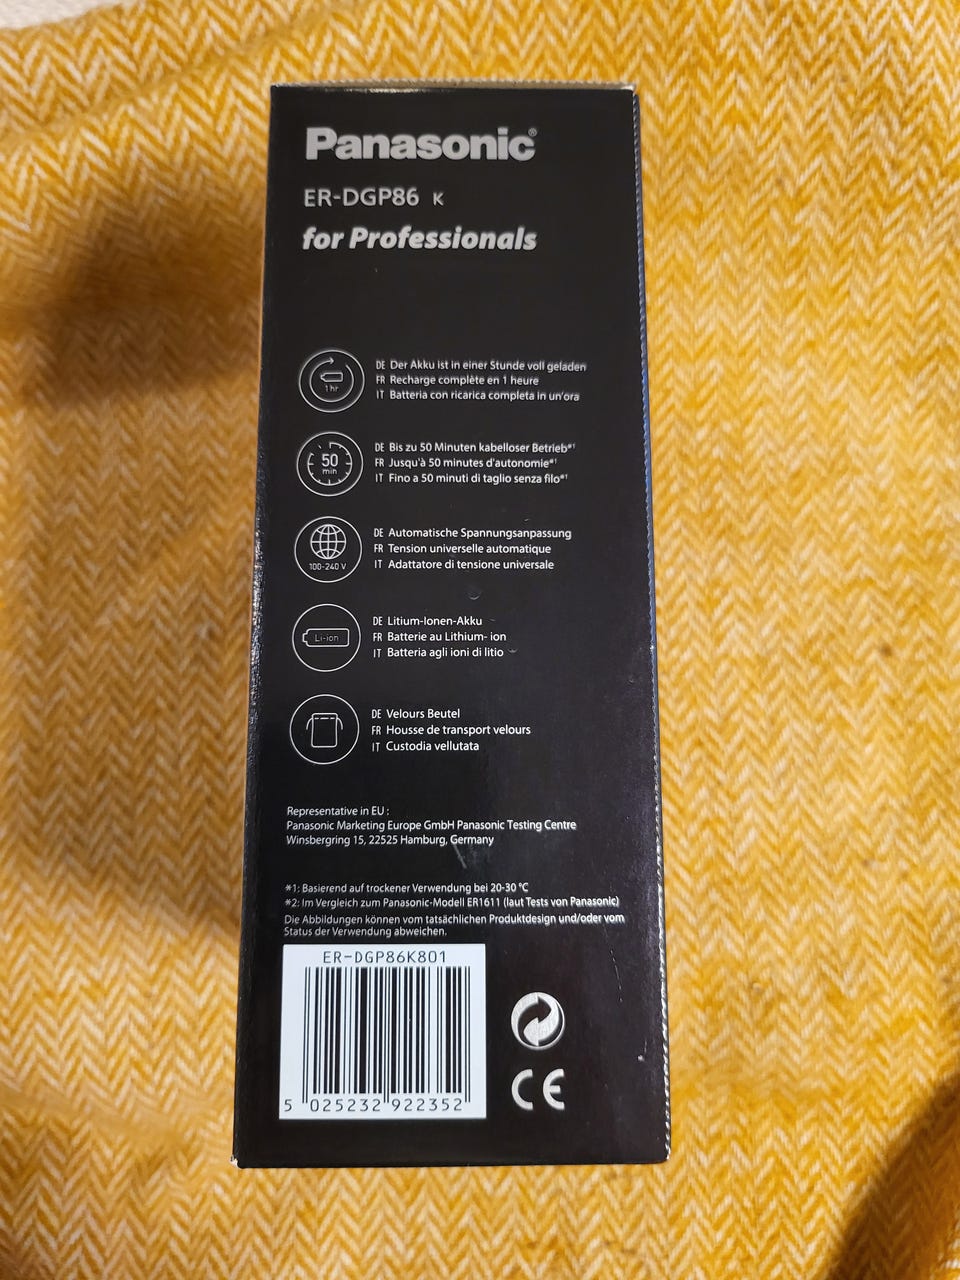 Panasonic®
ER-DGP86 K
for Professionals
1 hr
DE Der Akku ist in einer Stunde voll geladen
FR Recharge complète en 1 heure
IT Batteria con ricarica completa in un'ora
50
min
DE Bis zu 50 Minuten kabelloser Betrieb*¹
FR Jusqu'à 50 minutes d'autonomie*¹
IT Fino a 50 minuti di taglio senza filo*¹
100-240 V
DE Automatische Spannungsanpassung
FR Tension universelle automatique
IT Adattatore di tensione universale
Li-ion
DE Litium-Ionen-Akku
FR Batterie au Lithium- ion
IT Batteria agli ioni di litio
DE Velours Beutel
FR Housse de transport velours
IT Custodia vellutata
Representative in EU :
Panasonic Marketing Europe GmbH Panasonic Testing Centre
Winsbergring 15, 22525 Hamburg, Germany
*1: Basierend auf trockener Verwendung bei 20-30 °C
*2: Im Vergleich zum Panasonic-Modell ER1611 (laut Tests von Panasonic)
Die Abbildungen können vom tatsächlichen Produktdesign und/oder vom
Status der Verwendung abweichen.
ER-DGP86K801
5 025232 922352
CE